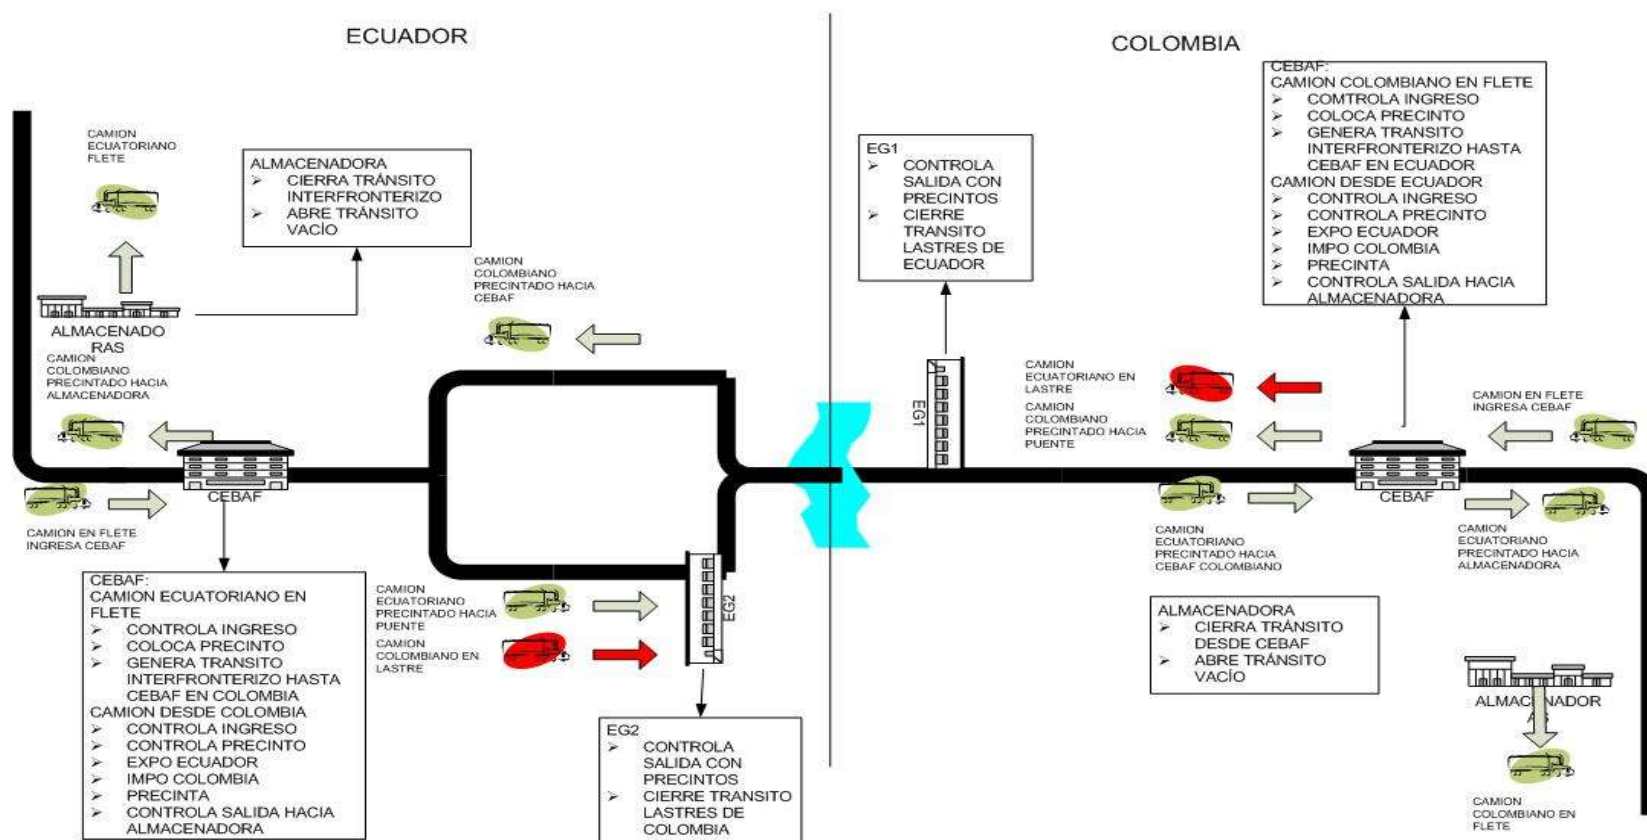 ECUADOR
COLOMBIA
CAMION
ECUATORIANO
FLETE
ALMACENADORA
➢ CIERRA TRÁNSITO
INTERFRONTERIZO
➢ ABRE TRÁNSITO
VACÍO
ALMACENADO
RAS
CAMION
COLOMBIANO
PRECINTADO HACIA
ALMACENADORA
CAMION
COLOMBIANO
PRECINTADO HACIA
CEBAF
CEBAF
CAMION EN FLETE
INGRESA CEBAF
CEBAF:
CAMION ECUATORIANO EN
FLETE
➢ CONTROLA INGRESO
➢ COLOCA PRECINTO
➢ GENERA TRANSITO
INTERFRONTERIZO HASTA
CEBAF EN COLOMBIA
CAMION DESDE COLOMBIA
➢ CONTROLA INGRESO
➢ CONTROLA PRECINTO
➢ EXPO ECUADOR
➢ IMPO COLOMBIA
➢ PRECINTA
➢ CONTROLA SALIDA HACIA
ALMACENADORA
CAMION
ECUATORIANO
PRECINTADO HACIA
PUENTE
CAMION
COLOMBIANO EN
LASTRE
EG2
EG2
➢ CONTROLA
SALIDA CON
PRECINTOS
➢ CIERRE TRANSITO
LASTRES DE
COLOMBIA
EG1
➢ CONTROLA
SALIDA CON
PRECINTOS
➢ CIERRE
TRANSITO
LASTRES DE
ECUADOR
EG1
CEBAF:
CAMION COLOMBIANO EN FLETE
➢ COMTROLA INGRESO
➢ COLOCA PRECINTO
➢ GENERA TRANSITO
INTERFRONTERIZO HASTA
CEBAF EN ECUADOR
CAMION DESDE ECUADOR
➢ CONTROLA INGRESO
➢ CONTROLA PRECINTO
➢ EXPO ECUADOR
➢ IMPO COLOMBIA
➢ PRECINTA
➢ CONTROLA SALIDA HACIA
ALMACENADORA
CAMION
ECUATORIANO EN
LASTRE
CAMION
COLOMBIANO
PRECINTADO HACIA
PUENTE
CAMION EN FLETE
INGRESA CEBAF
CEBAF
CAMION
ECUATORIANO
PRECINTADO HACIA
CEBAF COLOMBIANO
CAMION
ECUATORIANO
PRECINTADO HACIA
ALMACENADORA
ALMACENADORA
➢ CIERRA TRÁNSITO
DESDE CEBAF
➢ ABRE TRÁNSITO
VACÍO
ALMACENADOR
AS
CAMION
COLOMBIANO EN
FLETE